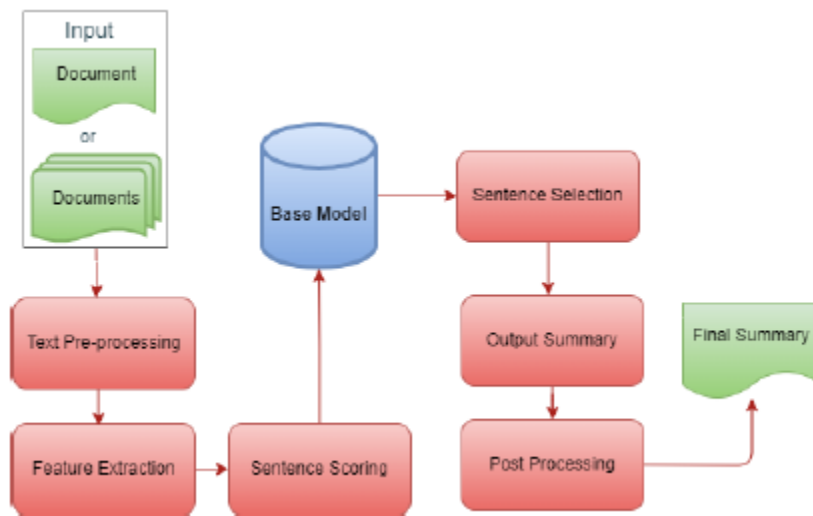 Input
Document
or
Documents
Text Pre-processing
Feature Extraction
Sentence Scoring
Base Model
Sentence Selection
Output Summary
Post Processing
Final Summary